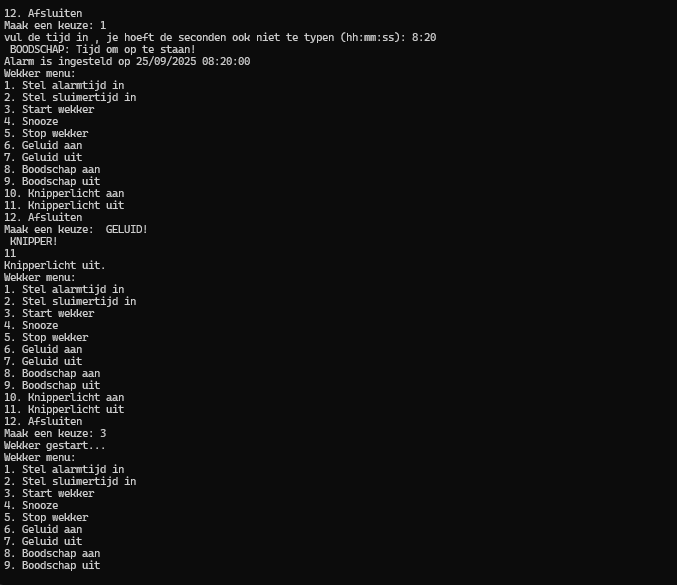 12. Afsluiten
Maak een keuze: 1
vul de tijd in , je hoeft de seconden ook niet te typen (hh:mm:ss): 8:20
 BOODSCHAP: Tijd om op te staan!
Alarm is ingesteld op 25/09/2025 08:20:00
Wekker menu:
1. Stel alarmtijd in
2. Stel sluimertijd in
3. Start wekker
4. Snooze
5. Stop wekker
6. Geluid aan
7. Geluid uit
8. Boodschap aan
9. Boodschap uit
10. Knipperlicht aan
11. Knipperlicht uit
12. Afsluiten
Maak een keuze:  GELUID!
 KNIPPER!
11
Knipperlicht uit.
Wekker menu:
1. Stel alarmtijd in
2. Stel sluimertijd in
3. Start wekker
4. Snooze
5. Stop wekker
6. Geluid aan
7. Geluid uit
8. Boodschap aan
9. Boodschap uit
10. Knipperlicht aan
11. Knipperlicht uit
12. Afsluiten
Maak een keuze: 3
Wekker gestart...
Wekker menu:
1. Stel alarmtijd in
2. Stel sluimertijd in
3. Start wekker
4. Snooze
5. Stop wekker
6. Geluid aan
7. Geluid uit
8. Boodschap aan
9. Boodschap uit